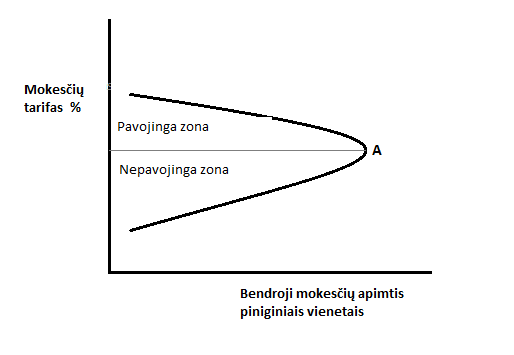 Mokesčių
tarifas %
Pavojinga zona
A
Nepavojinga zona
Bendroji mokesčių apimtis
piniginiais vienetais